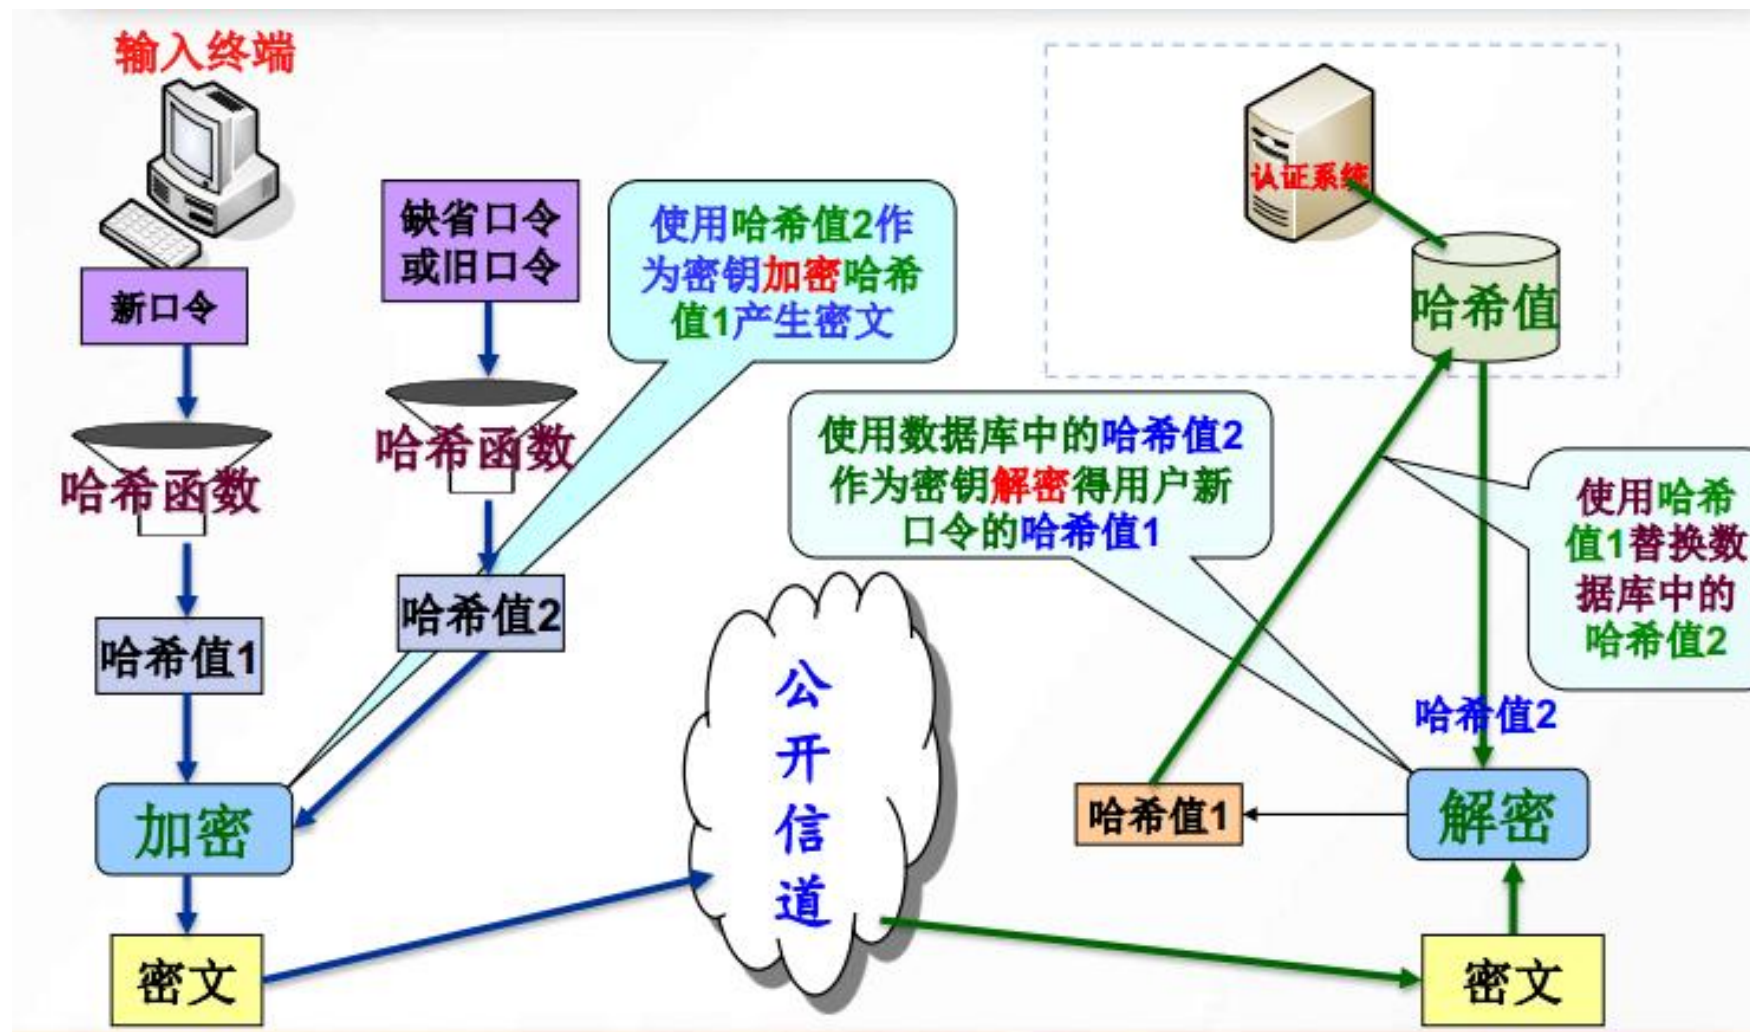 输入终端
新口令
哈希函数
哈希值1
加密
密文
缺省口令
或旧口令
哈希函数
哈希值2
使用哈希值2作
为密钥加密哈希
值1产生密文
公
开
信
道
认证系统
哈希值
使用数据库中的哈希值2
作为密钥解密得用户新
口令的哈希值1
使用哈希
值1替换数
据库中的
哈希值2
哈希值2
哈希值1
解密
密文